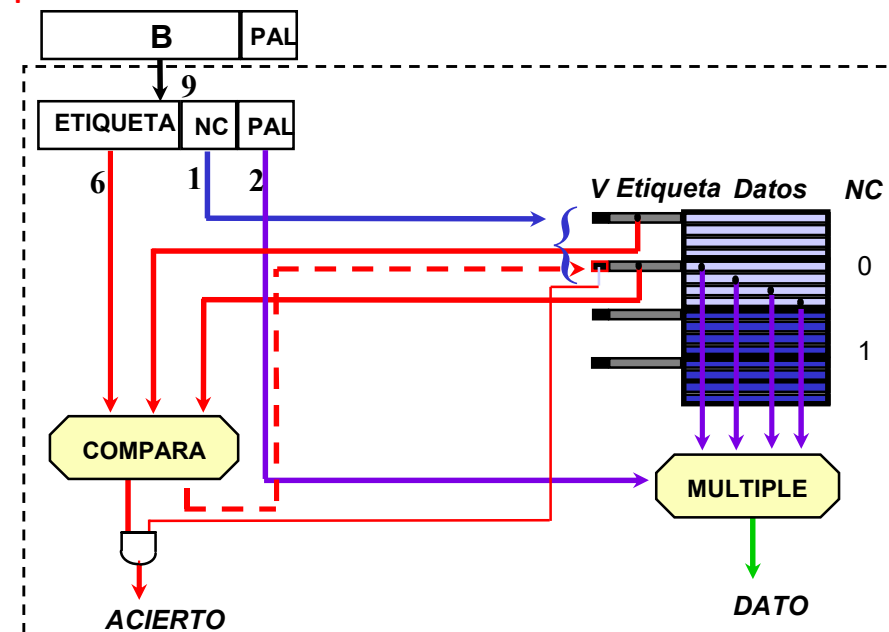 B PAL
9
ETIQUETA NC PAL
6 1 2
V Etiqueta Datos NC
0
1
COMPARA
MULTIPLE
ACIERTO
DATO